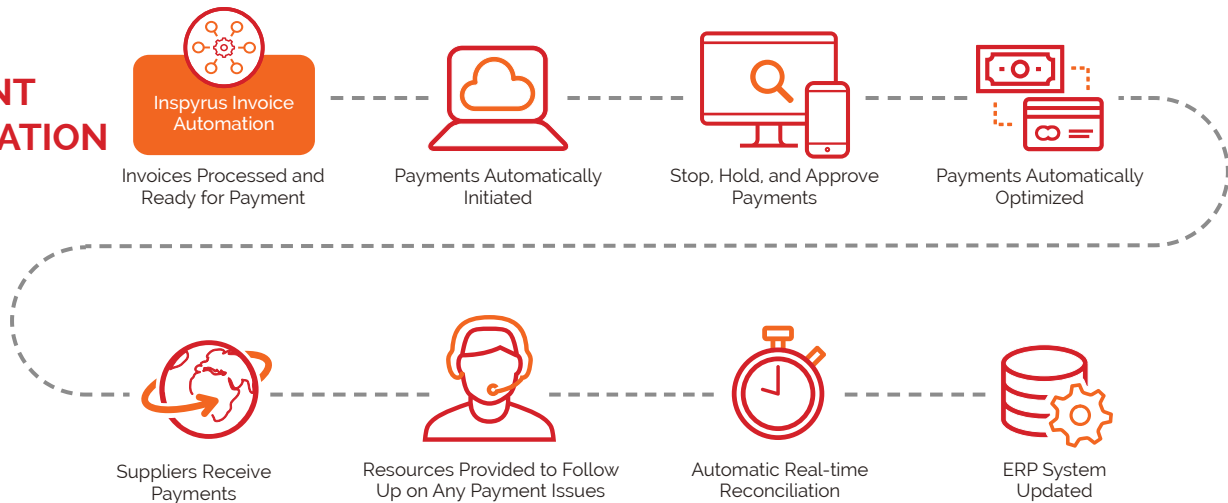 NT
ATION
Inspyrus Invoice
Automation
Invoices Processed and
Ready for Payment
Payments Automatically
Initiated
Stop, Hold, and Approve
Payments
Payments Automatically
Optimized
Suppliers Receive
Payments
Resources Provided to Follow
Up on Any Payment Issues
Automatic Real-time
Reconciliation
ERP System
Updated